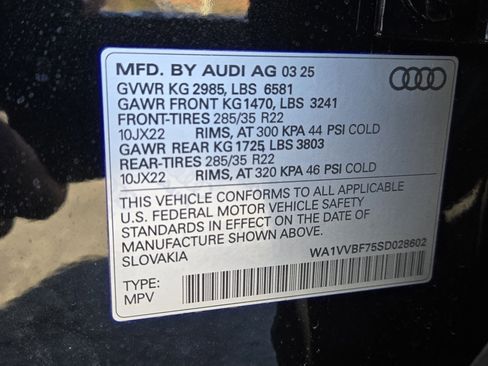 MFD. BY AUDI AG 03 25
GVWR KG 2985, LBS 6581
GAWR FRONT KG 1470, LBS 3241
FRONT-TIRES 285/35 R22
10JX22 RIMS, AT 300 KPA 44 PSI COLD
GAWR REAR KG 1725, LBS 3803
REAR-TIRES 285/35 R22
10JX22 RIMS, AT 320 KPA 46 PSI COLD
THIS VEHICLE CONFORMS TO ALL APPLICABLE
U.S. FEDERAL MOTOR VEHICLE SAFETY
STANDARDS IN EFFECT ON THE DATE OF
MANUFACTURE SHOWN ABOVE.
SLOVAKIA WA1VVBF75SD028602
TYPE:
MPV